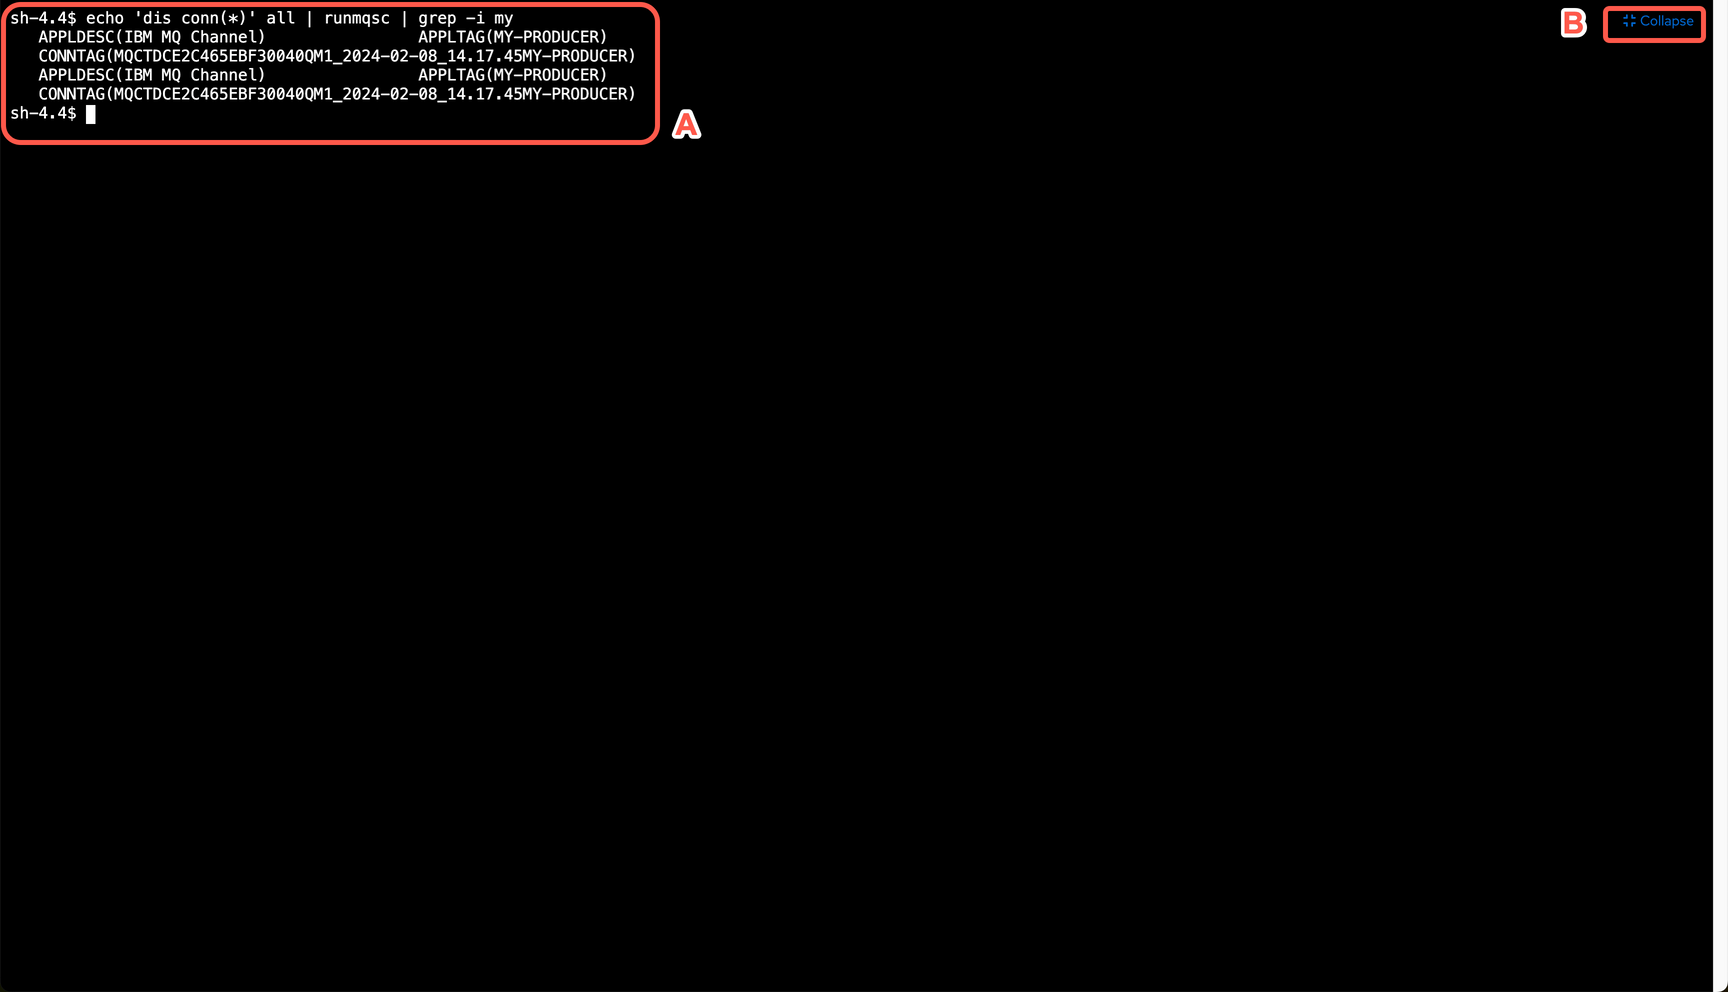 sh-4.4$ echo 'dis conn(*)' all | runmqsc | grep -i my
APPLDESC(IBM MQ Channel) APPLTAG(MY-PRODUCER)
CONNTAG(MQCTDCE2C465EBF30040QM1_2024-02-08_14.17.45MY-PRODUCER)
APPLDESC(IBM MQ Channel) APPLTAG(MY-PRODUCER)
CONNTAG(MQCTDCE2C465EBF30040QM1_2024-02-08_14.17.45MY-PRODUCER)
sh-4.4$
A
B
Collapse